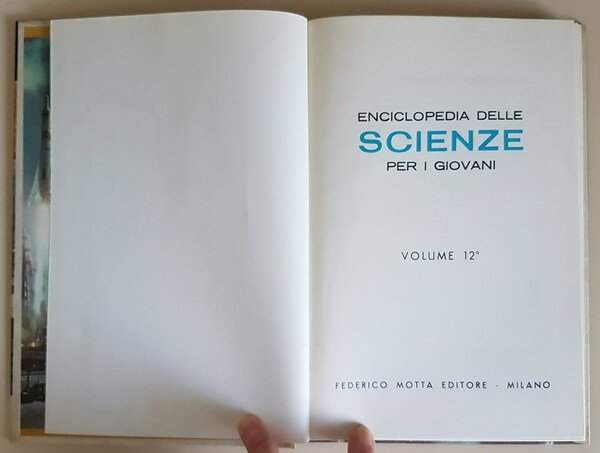 ENCICLOPEDIA DELLE
SCIENZE
PER I GIOVANI
VOLUME 12°
FEDERICO MOTTA EDITORE - MILANO